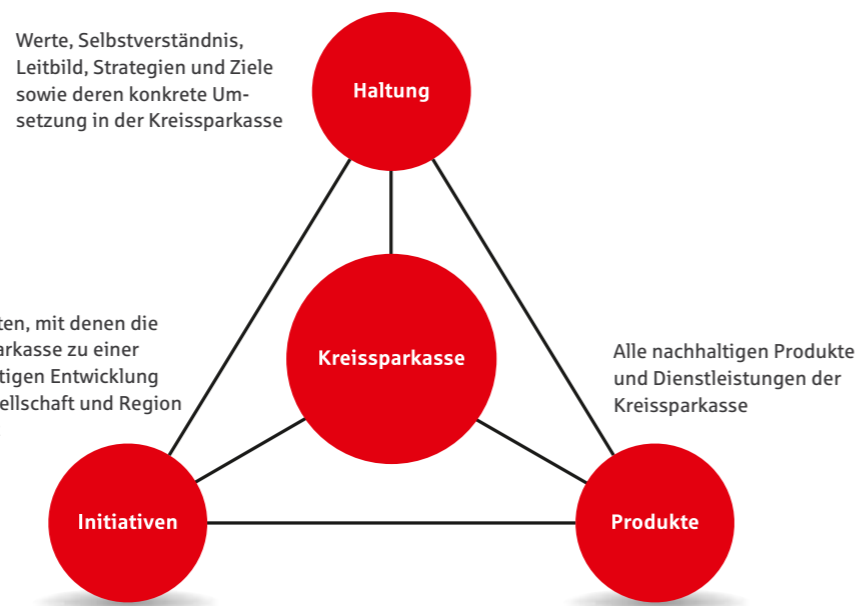 Werte, Selbstverständnis,
Leitbild, Strategien und Ziele
sowie deren konkrete Um-
setzung in der Kreissparkasse
Haltung
Kreissparkasse
mit denen die
zu einer
Entwicklung
und Region
Alle nachhaltigen Produkte
und Dienstleistungen der
Kreissparkasse
Initiativen
Produkte